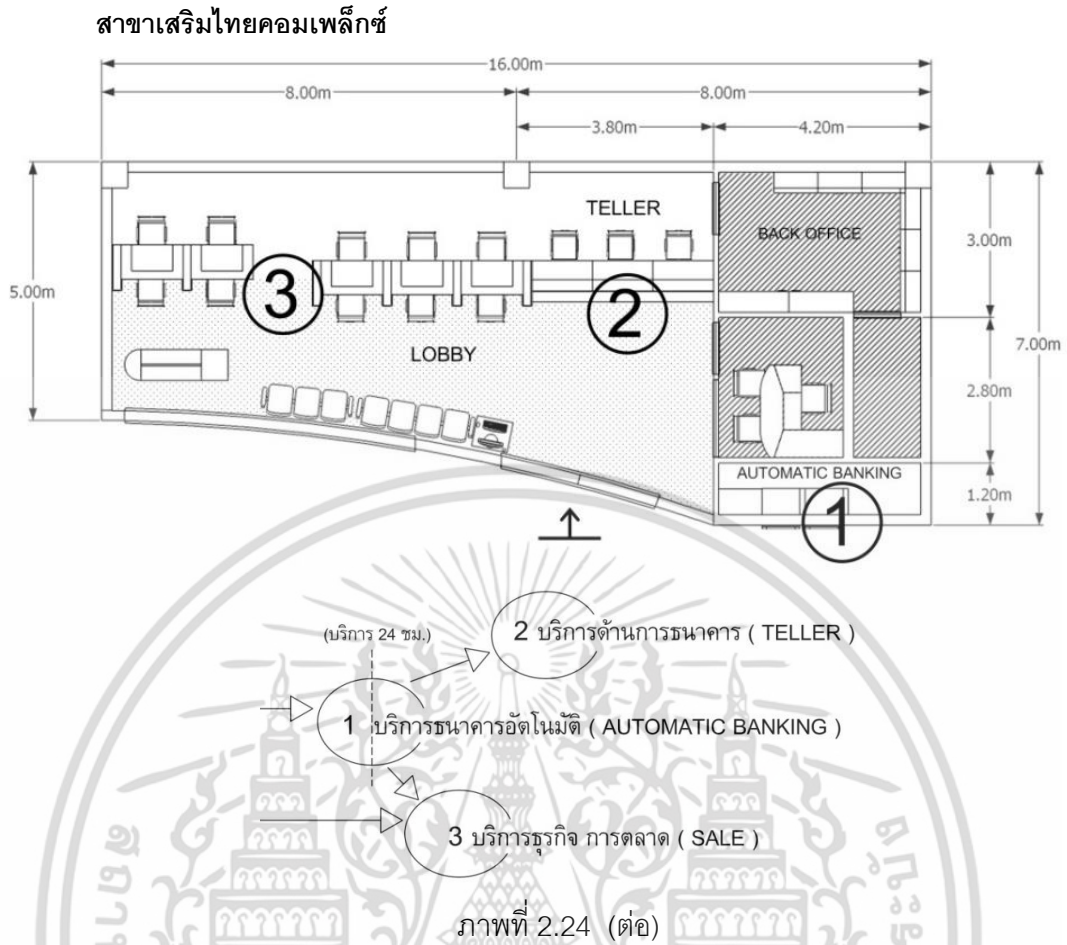 สาขาเสริมไทยคอมเพล็กซ์
16.00m
8.00m 8.00m
3.80m 4.20m
TELLER
BACK OFFICE
3.00m
5.00m
3
2
LOBBY
7.00m
2.80m
AUTOMATIC BANKING
1.20m
1
(บริการ 24 ชม.)
2 บริการด้านการธนาคาร ( TELLER )
1 บริการธนาคารอัตโนมัติ ( AUTOMATIC BANKING )
3 บริการธุรกิจ การตลาด ( SALE )
ภาพที่ 2.24 (ต่อ)